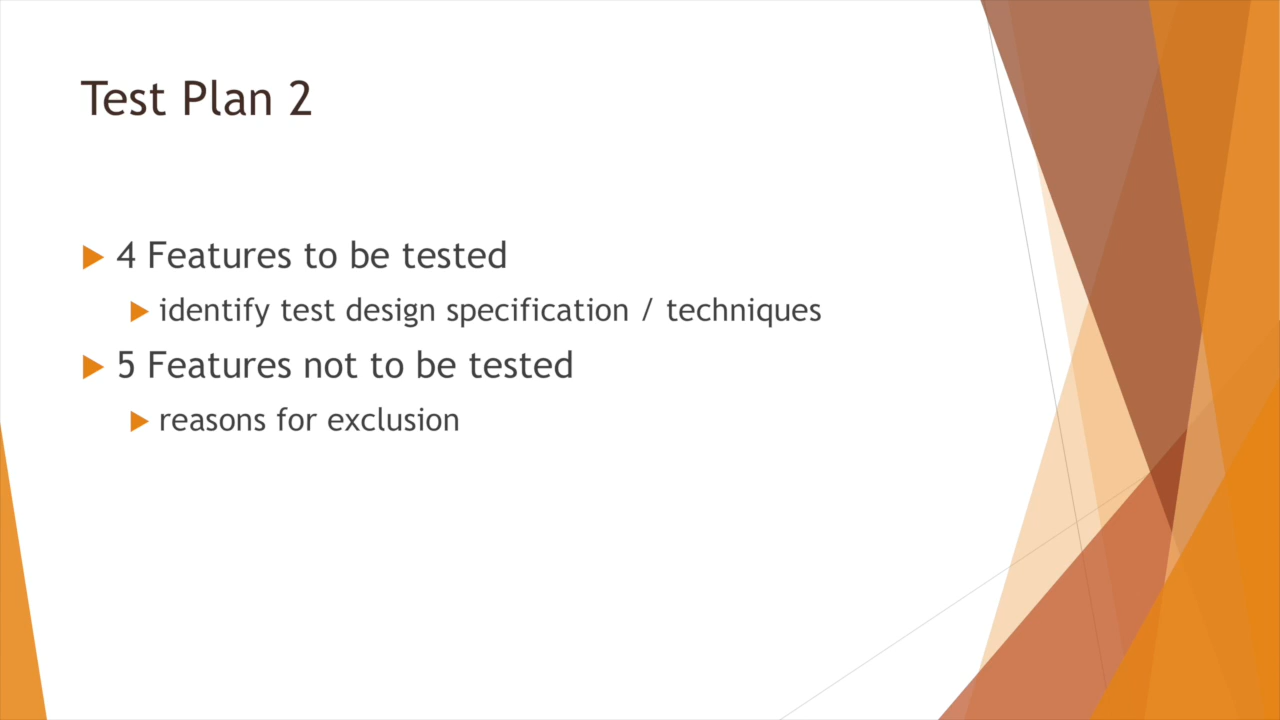 Test Plan 2
4 Features to be tested
identify test design specification / techniques
5 Features not to be tested
reasons for exclusion